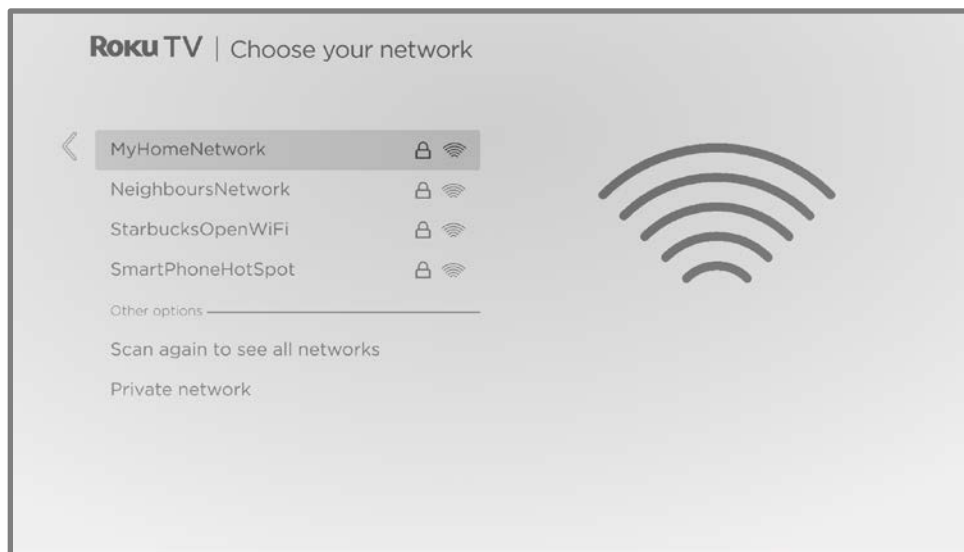 Roku TV | Choose your network
MyHomeNetwork
NeighboursNetwork
StarbucksOpenWiFi
SmartPhoneHotSpot
Other options
Scan again to see all networks
Private network